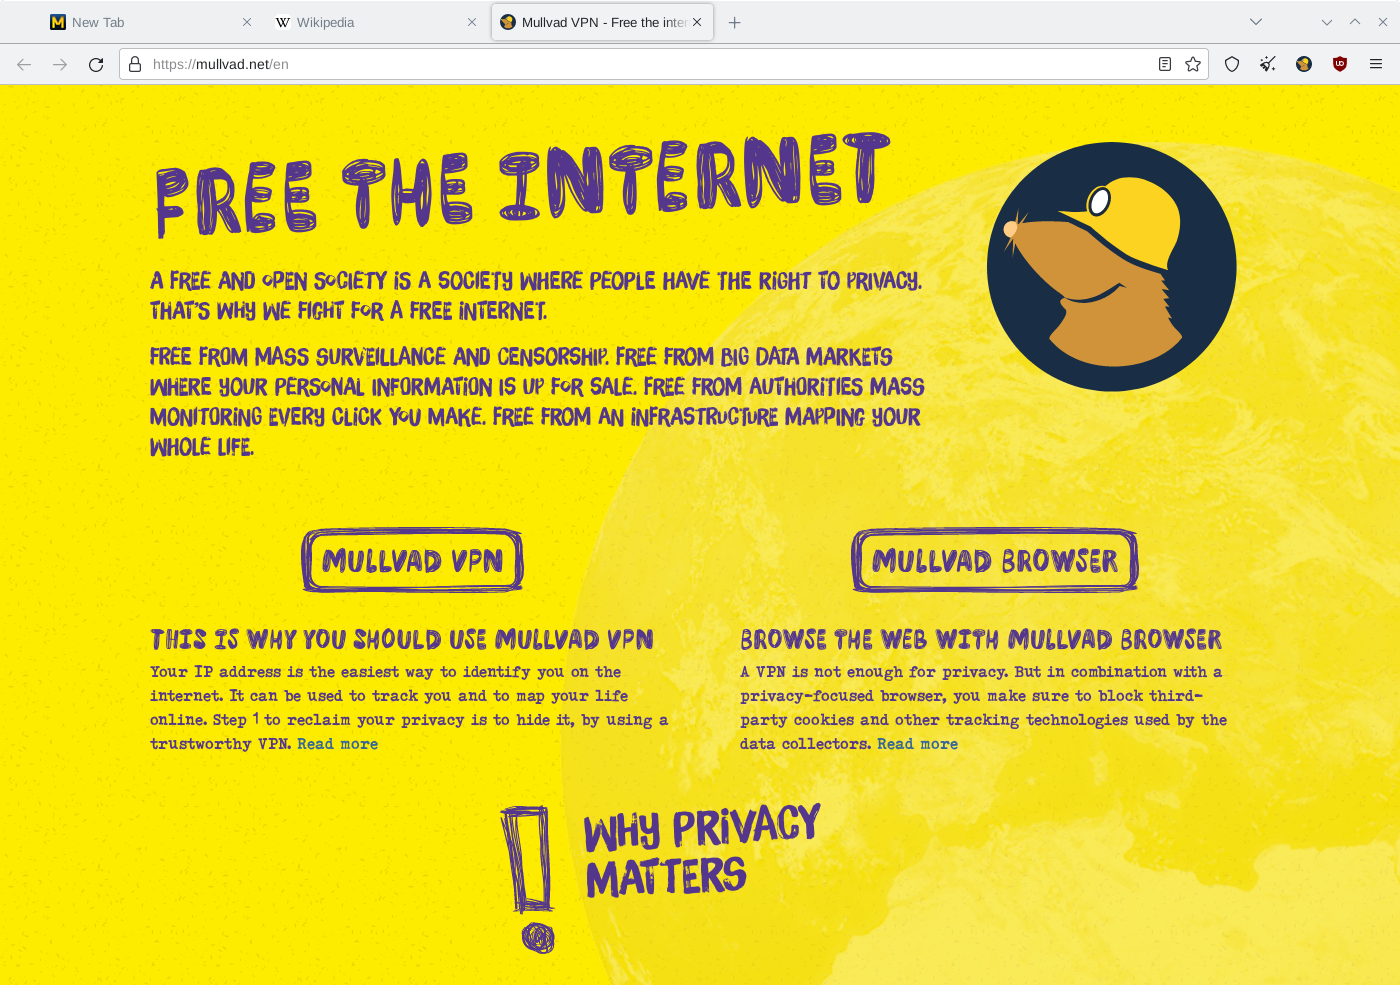 New Tab
Wikipedia
Mullvad VPN - Free the inter
https://mullvad.net/en
FREE THE INTERNET
A FREE AND OPEN SOCIETY IS A SOCIETY WHERE PEOPLE HAVE THE RIGHT TO PRIVACY.
THAT'S WHY WE FIGHT FOR A FREE INTERNET.
FREE FROM MASS SURVEILLANCE AND CENSORSHIP. FREE FROM BIG DATA MARKETS
WHERE YOUR PERSONAL INFORMATION IS UP FOR SALE. FREE FROM AUTHORITIES MASS
MONITORING EVERY CLICK YOU MAKE. FREE FROM AN INFRASTRUCTURE MAPPING YOUR
WHOLE LIFE.
MULLVAD VPN
MULLVAD BROWSER
THIS IS WHY YOU SHOULD USE MULLVAD VPN
Your IP address is the easiest way to identify you on the
internet. It can be used to track you and to map your life
online. Step 1 to reclaim your privacy is to hide it, by using a
trustworthy VPN. Read more
BROWSE THE WEB WITH MULLVAD BROWSER
A VPN is not enough for privacy. But in combination with a
privacy-focused browser, you make sure to block third-
party cookies and other tracking technologies used by the
data collectors. Read more
! WHY PRIVACY
MATTERS